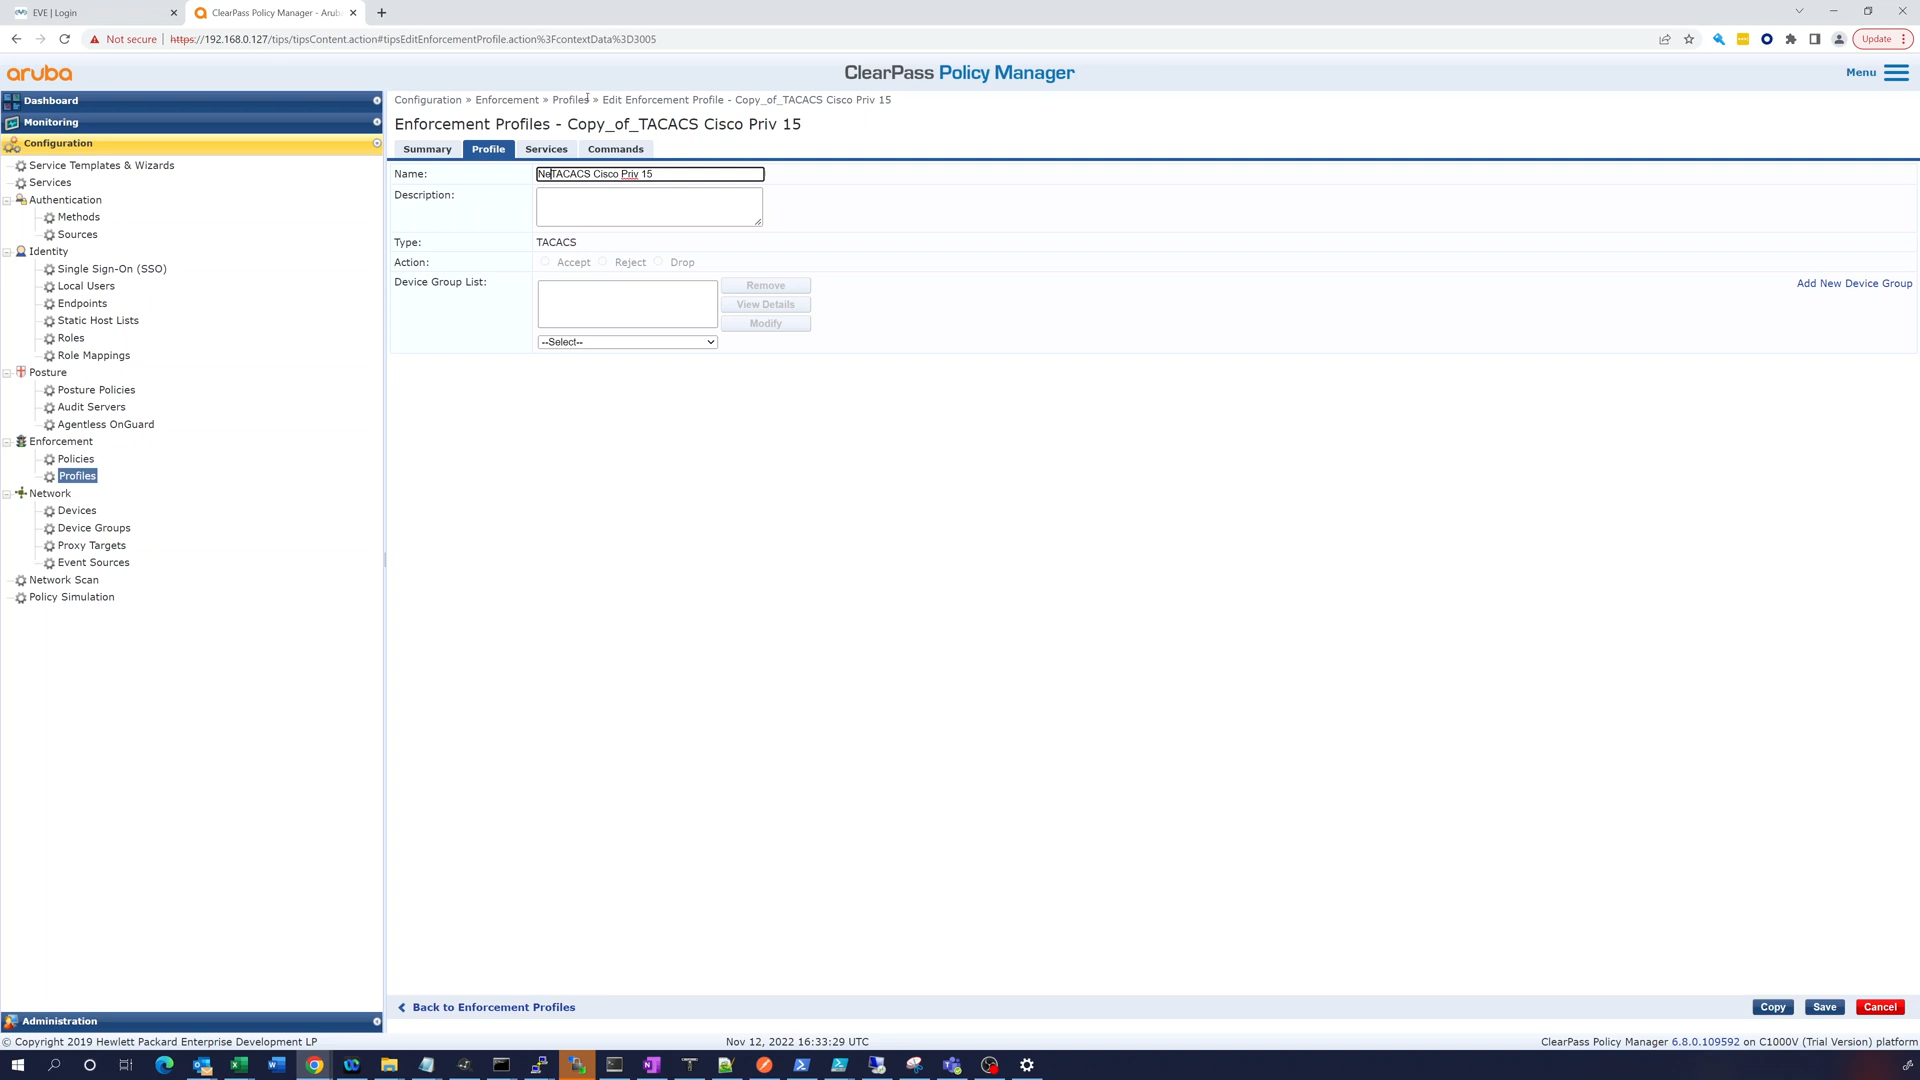 EVE | Login
ClearPass Policy Manager - Arub
Not secure
https://192.168.0.127/tips/tipsContent.action#tipsEditEnforcementProfile.action%3FcontextData%3D3005
Update
aruba
ClearPass Policy Manager
Menu
Dashboard
Monitoring
Configuration
Service Templates & Wizards
Services
Authentication
Methods
Sources
Identity
Single Sign-On (SSO)
Local Users
Endpoints
Static Host Lists
Roles
Role Mappings
Posture
Posture Policies
Audit Servers
Agentless OnGuard
Enforcement
Policies
Profiles
Network
Devices
Device Groups
Proxy Targets
Event Sources
Network Scan
Policy Simulation
Administration
Configuration » Enforcement » Profiles » Edit Enforcement Profile - Copy_of_TACACS Cisco Priv 15
Enforcement Profiles - Copy_of_TACACS Cisco Priv 15
Summary Profile Services Commands
Name: NeTACACS Cisco Priv 15
Description:
Type: TACACS
Action: Accept Reject Drop
Device Group List:
Remove
View Details
Modify
--Select--
Add New Device Group
Back to Enforcement Profiles
Copy Save Cancel
© Copyright 2019 Hewlett Packard Enterprise Development LP
Nov 12, 2022 16:33:29 UTC
ClearPass Policy Manager 6.8.0.109592 on C1000V (Trial Version) platform